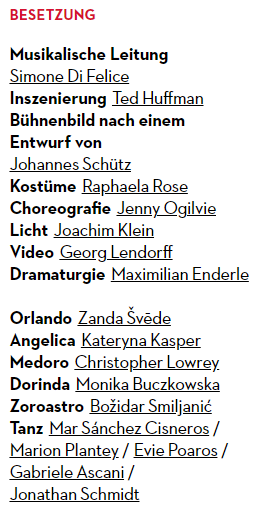 BESETZUNG
Musikalische Leitung
Simone Di Felice
Inszenierung Ted Huffman
Bühnenbild nach einem
Entwurf von
Johannes Schütz
Kostüme Raphaela Rose
Choreografie Jenny Ogilvie
Licht Joachim Klein
Video Georg Lendorff
Dramaturgie Maximilian Enderle
Orlando Zanda Švēde
Angelica Kateryna Kasper
Medoro Christopher Lowrey
Dorinda Monika Buczkowska
Zoroastro Božidar Smiljanić
Tanz Mar Sánchez Cisneros /
Marion Plantey / Evie Poaros /
Gabriele Ascani /
Jonathan Schmidt